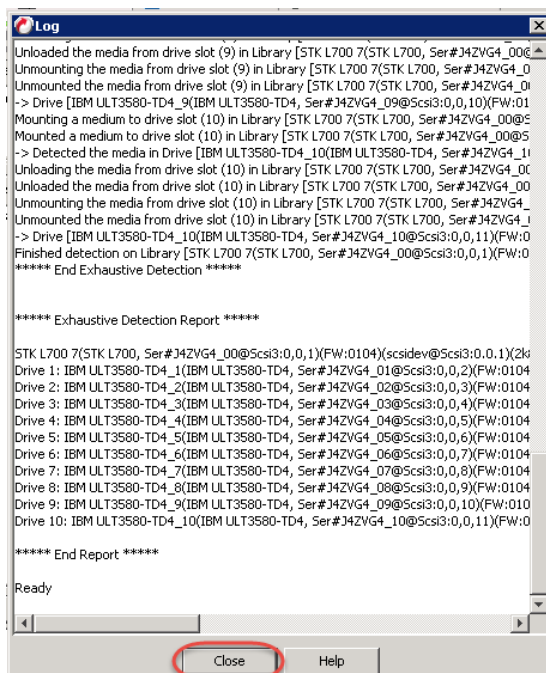 Log
Unloaded the media from drive slot (9) in Library [STK L700 7(STK L700, Ser#J4ZVG4_00@
Unmounting the media from drive slot (9) in Library [STK L700 7(STK L700, Ser#J4ZVG4_0
Unmounted the media from drive slot (9) in Library [STK L700 7(STK L700, Ser#J4ZVG4_0
-> Drive [IBM ULT3580-TD4_9(IBM ULT3580-TD4, Ser#J4ZVG4_09@Scsi3:0,0,10)(FW:01
Mounting a medium to drive slot (10) in Library [STK L700 7(STK L700, Ser#J4ZVG4_00@S
Mounted a medium to drive slot (10) in Library [STK L700 7(STK L700, Ser#J4ZVG4_00@S
-> Detected the media in Drive [IBM ULT3580-TD4_10(IBM ULT3580-TD4, Ser#J4ZVG4_1
Unloading the media from drive slot (10) in Library [STK L700 7(STK L700, Ser#J4ZVG4_00
Unloaded the media from drive slot (10) in Library [STK L700 7(STK L700, Ser#J4ZVG4_00
Unmounting the media from drive slot (10) in Library [STK L700 7(STK L700, Ser#J4ZVG4_
Unmounted the media from drive slot (10) in Library [STK L700 7(STK L700, Ser#J4ZVG4_
-> Drive [IBM ULT3580-TD4_10(IBM ULT3580-TD4, Ser#J4ZVG4_10@Scsi3:0,0,11)(FW:0
Finished detection on Library [STK L700 7(STK L700, Ser#J4ZVG4_00@Scsi3:0,0,1)(FW:0
***** End Exhaustive Detection *****
***** Exhaustive Detection Report *****
STK L700 7(STK L700, Ser#J4ZVG4_00@Scsi3:0,0,1)(FW:0104)(scsidev@Scsi3:0.0.1)(2k
Drive 1: IBM ULT3580-TD4_1(IBM ULT3580-TD4, Ser#J4ZVG4_01@Scsi3:0,0,2)(FW:0104
Drive 2: IBM ULT3580-TD4_2(IBM ULT3580-TD4, Ser#J4ZVG4_02@Scsi3:0,0,3)(FW:0104
Drive 3: IBM ULT3580-TD4_3(IBM ULT3580-TD4, Ser#J4ZVG4_03@Scsi3:0,0,4)(FW:0104
Drive 4: IBM ULT3580-TD4_4(IBM ULT3580-TD4, Ser#J4ZVG4_04@Scsi3:0,0,5)(FW:0104
Drive 5: IBM ULT3580-TD4_5(IBM ULT3580-TD4, Ser#J4ZVG4_05@Scsi3:0,0,6)(FW:0104
Drive 6: IBM ULT3580-TD4_6(IBM ULT3580-TD4, Ser#J4ZVG4_06@Scsi3:0,0,7)(FW:0104
Drive 7: IBM ULT3580-TD4_7(IBM ULT3580-TD4, Ser#J4ZVG4_07@Scsi3:0,0,8)(FW:0104
Drive 8: IBM ULT3580-TD4_8(IBM ULT3580-TD4, Ser#J4ZVG4_08@Scsi3:0,0,9)(FW:0104
Drive 9: IBM ULT3580-TD4_9(IBM ULT3580-TD4, Ser#J4ZVG4_09@Scsi3:0,0,10)(FW:010
Drive 10: IBM ULT3580-TD4_10(IBM ULT3580-TD4, Ser#J4ZVG4_10@Scsi3:0,0,11)(FW:0
***** End Report *****
Ready
Close Help